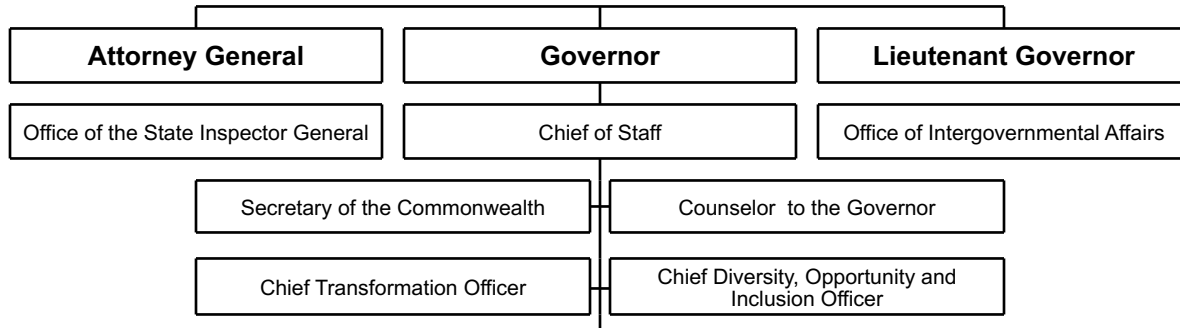 Attorney General
Governor
Lieutenant Governor
Office of the State Inspector General
Chief of Staff
Office of Intergovernmental Affairs
Secretary of the Commonwealth
Counselor to the Governor
Chief Transformation Officer
Chief Diversity, Opportunity and
Inclusion Officer